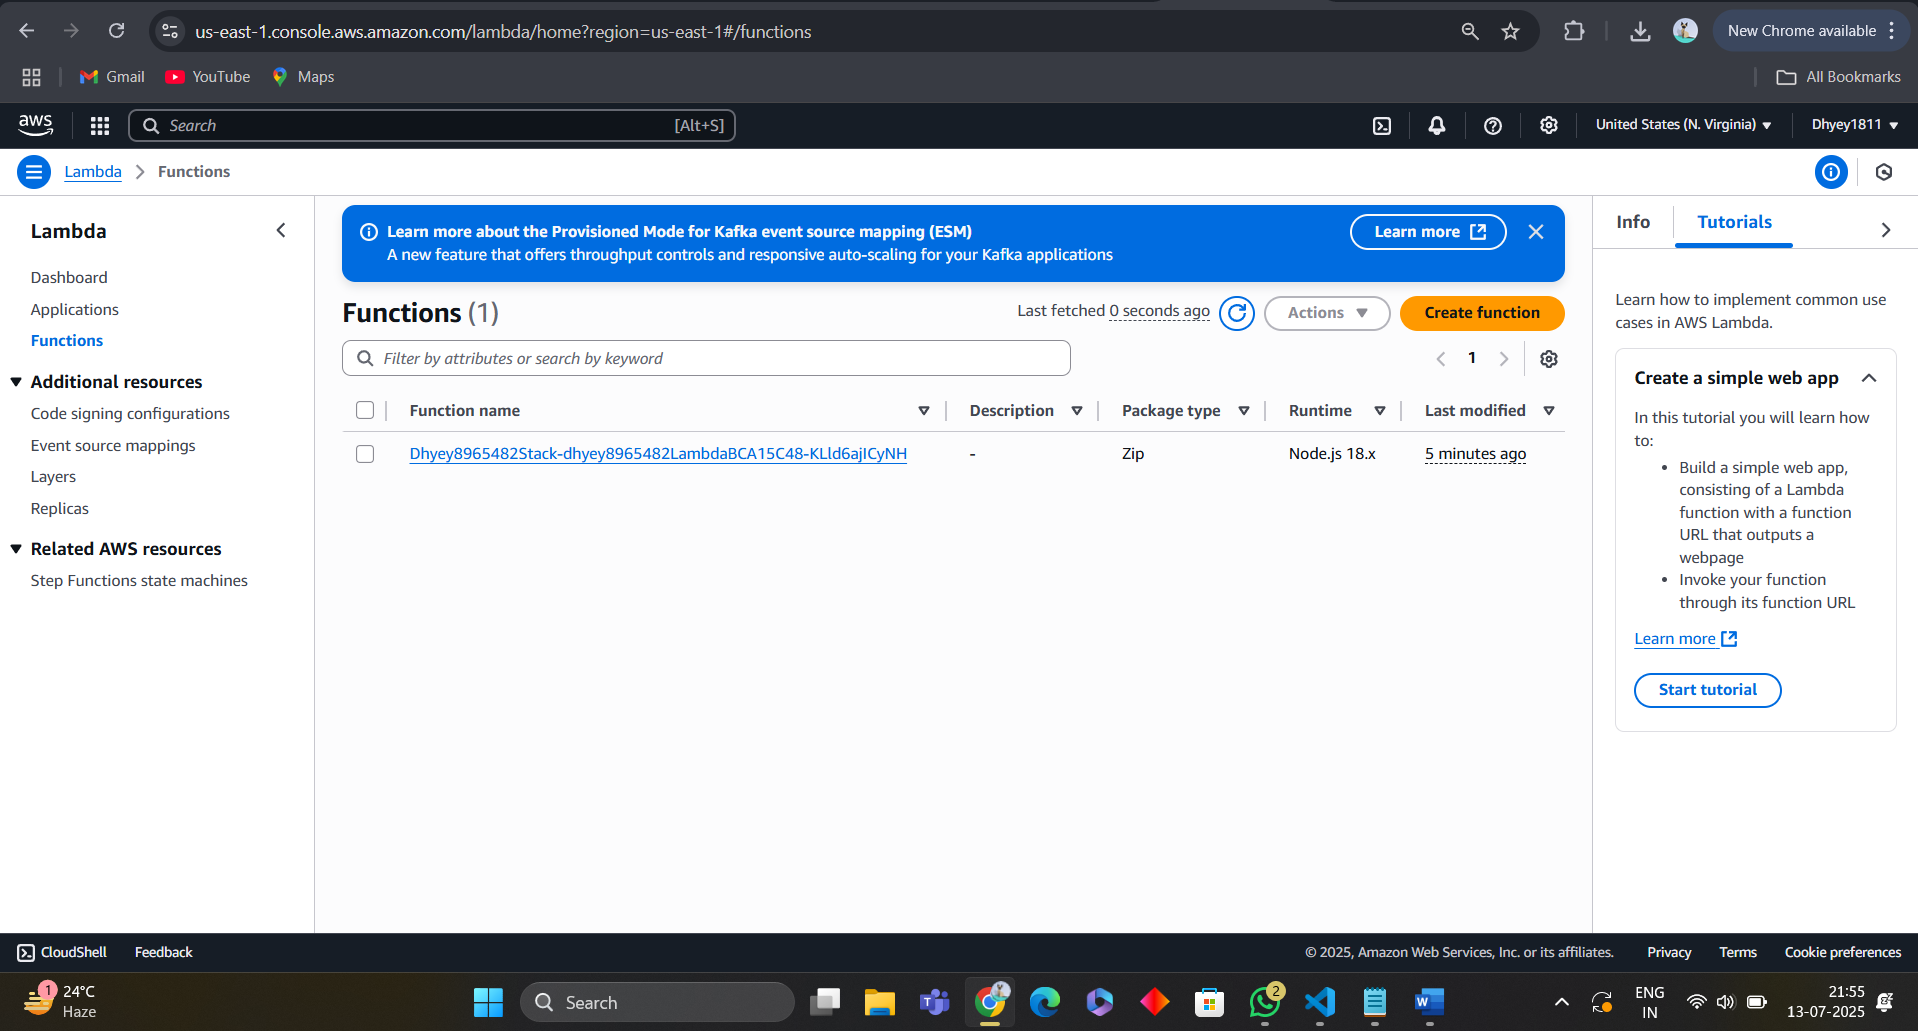 us-east-1.console.aws.amazon.com/lambda/home?region=us-east-1#/functions
New Chrome available
Gmail
YouTube
Maps
All Bookmarks
aws
Search
[Alt+S]
United States (N. Virginia)
Dhyey1811
Lambda
Functions
Lambda
Dashboard
Applications
Functions
Additional resources
Code signing configurations
Event source mappings
Layers
Replicas
Related AWS resources
Step Functions state machines
Learn more about the Provisioned Mode for Kafka event source mapping (ESM)
A new feature that offers throughput controls and responsive auto-scaling for your Kafka applications
Learn more
Functions (1)
Last fetched 0 seconds ago
Actions
Create function
Filter by attributes or search by keyword
1
Function name
Description
Package type
Runtime
Last modified
Dhyey8965482Stack-dhyey8965482LambdaBCA15C48-KLld6ajICyNH
-
Zip
Node.js 18.x
5 minutes ago
Info
Tutorials
Learn how to implement common use
cases in AWS Lambda.
Create a simple web app
In this tutorial you will learn how
to:
• Build a simple web app,
consisting of a Lambda
function with a function
URL that outputs a
webpage
• Invoke your function
through its function URL
Learn more
Start tutorial
CloudShell
Feedback
© 2025, Amazon Web Services, Inc. or its affiliates.
Privacy
Terms
Cookie preferences
1
24°C
Haze
Search
2
ENG
IN
21:55
13-07-2025